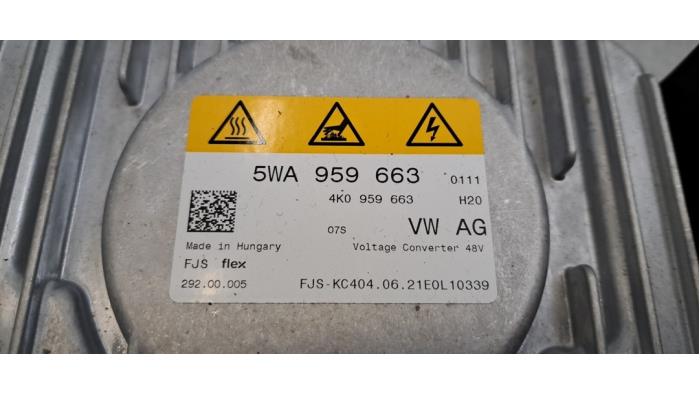 5WA 959 663 0111
4K0 959 663 H20
07S VW AG
Made in Hungary Voltage Converter 48V
FJS flex
292.00.005 FJS-KC404.06.21E0L10339